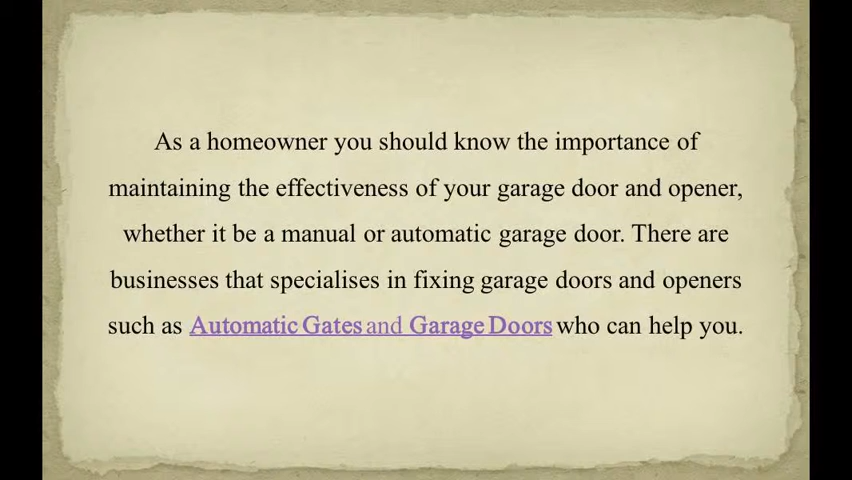 As a homeowner you should know the importance of
maintaining the effectiveness of your garage door and opener,
whether it be a manual or automatic garage door. There are
businesses that specialises in fixing garage doors and openers
such as Automatic Gates and Garage Doors who can help you.